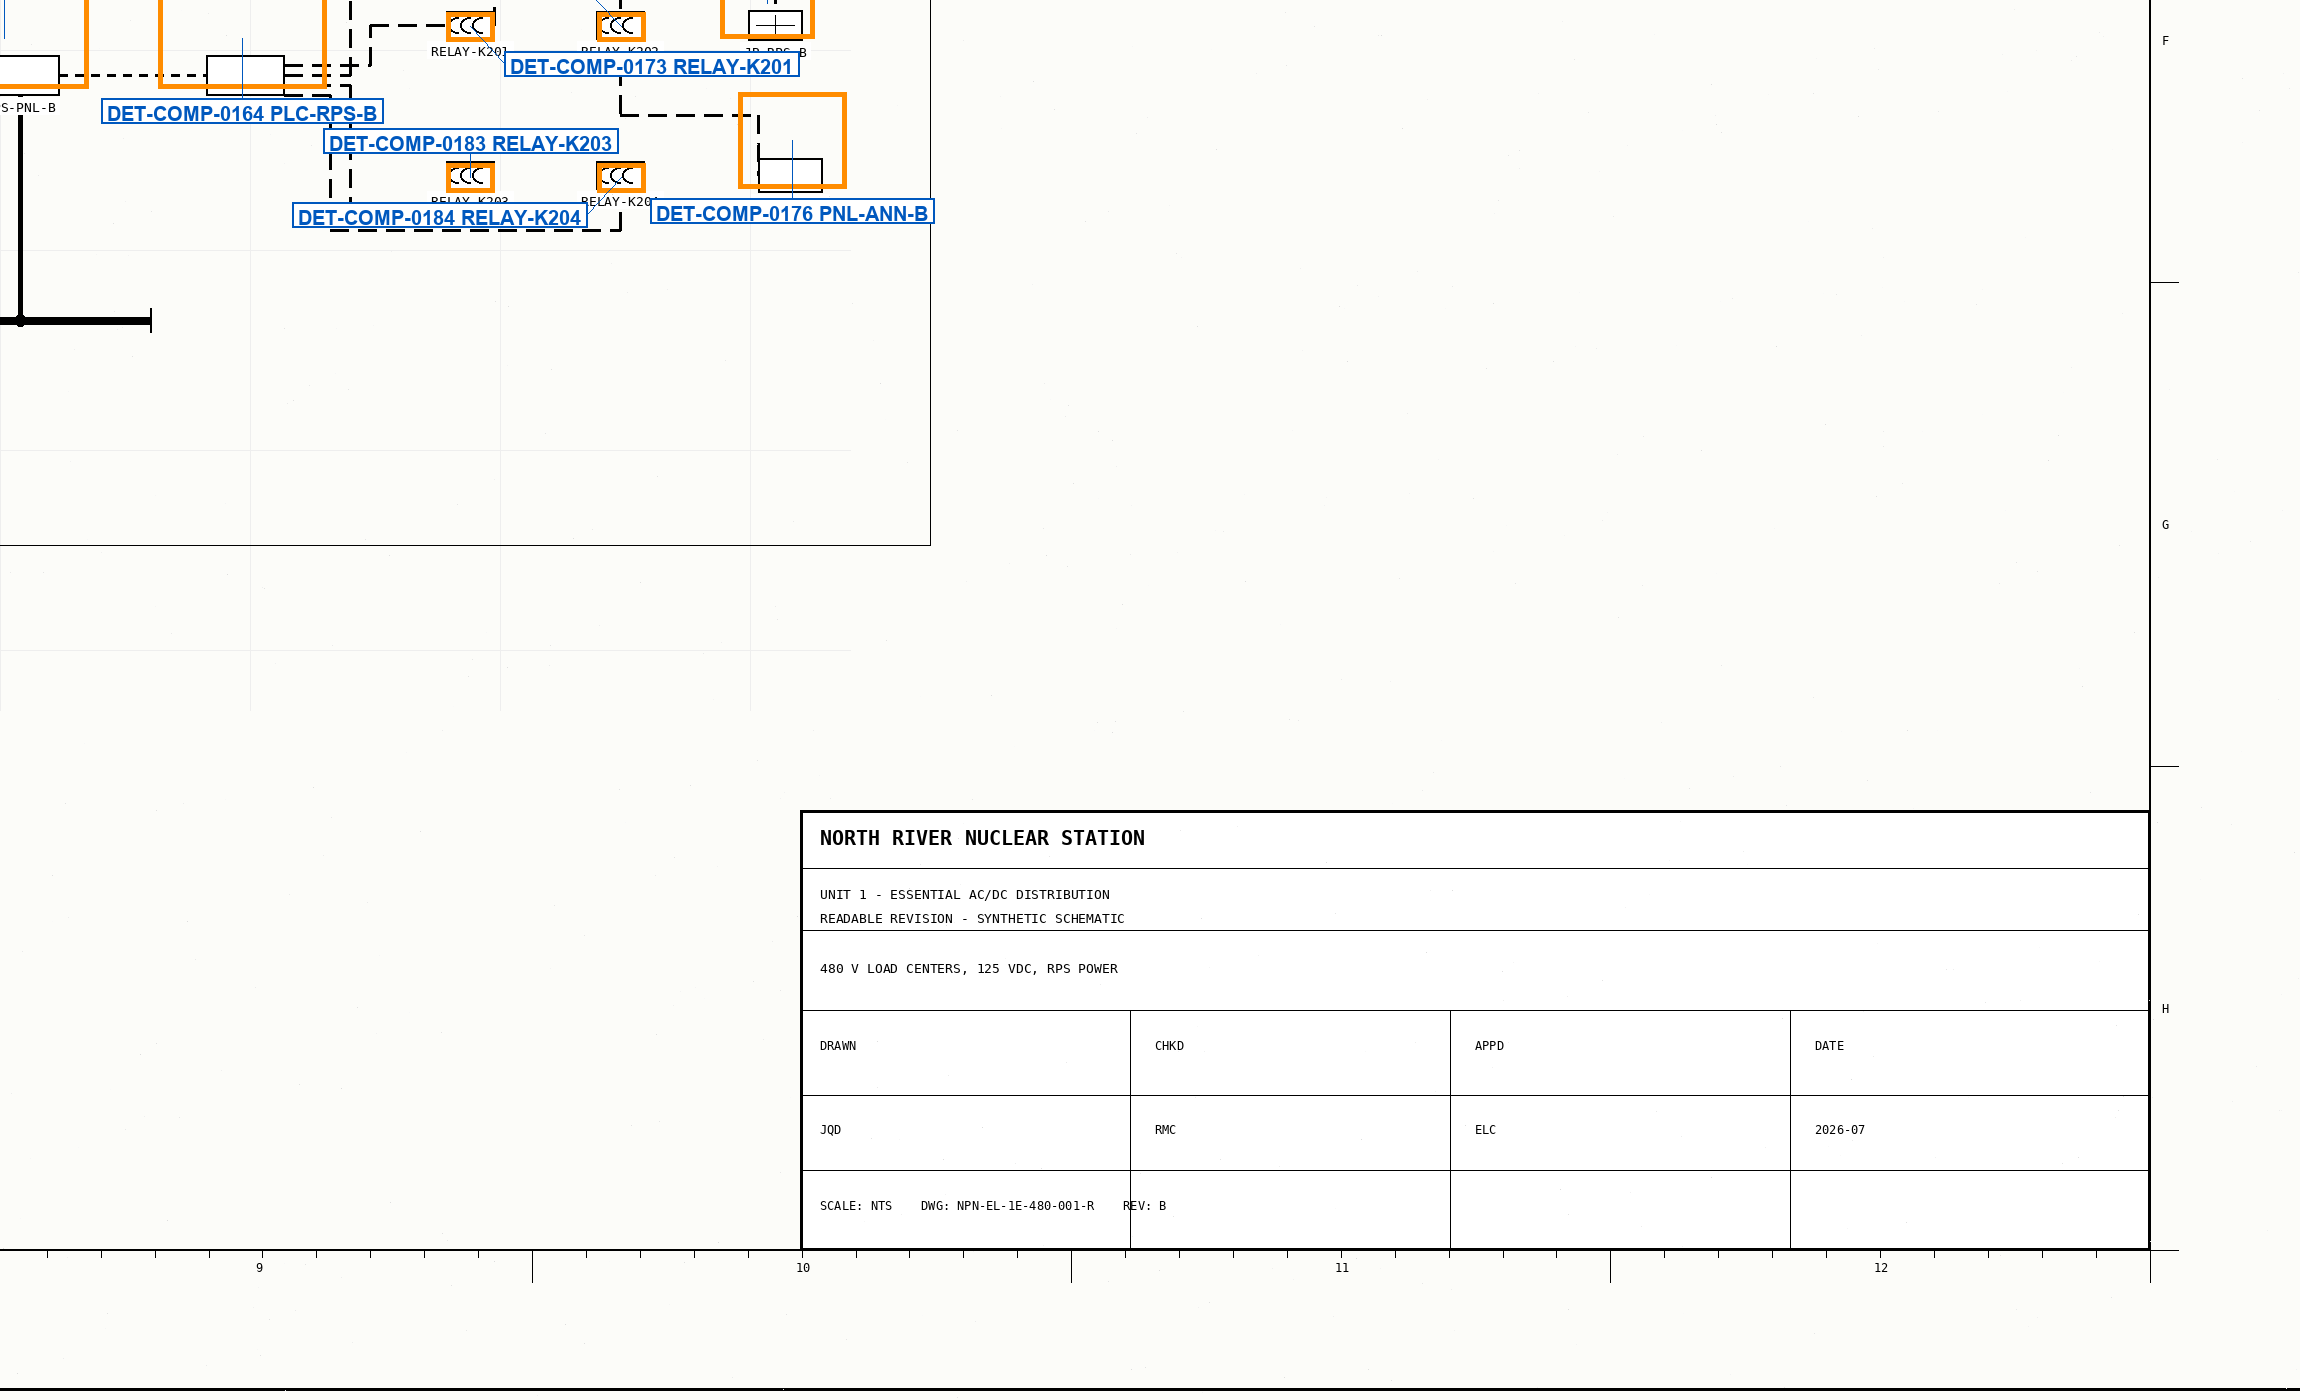 F
RELAY-K201
DET-COMP-0173 RELAY-K201
S-PNL-B
DET-COMP-0164 PLC-RPS-B
DET-COMP-0183 RELAY-K203
DET-COMP-0184 RELAY-K204
DET-COMP-0176 PNL-ANN-B
G
NORTH RIVER NUCLEAR STATION
UNIT 1 - ESSENTIAL AC/DC DISTRIBUTION
READABLE REVISION - SYNTHETIC SCHEMATIC
480 V LOAD CENTERS, 125 VDC, RPS POWER
H
DRAWN CHKD APPD DATE
JQD RMC ELC 2026-07
SCALE: NTS DWG: NPN-EL-1E-480-001-R REV: B
9 10 11 12